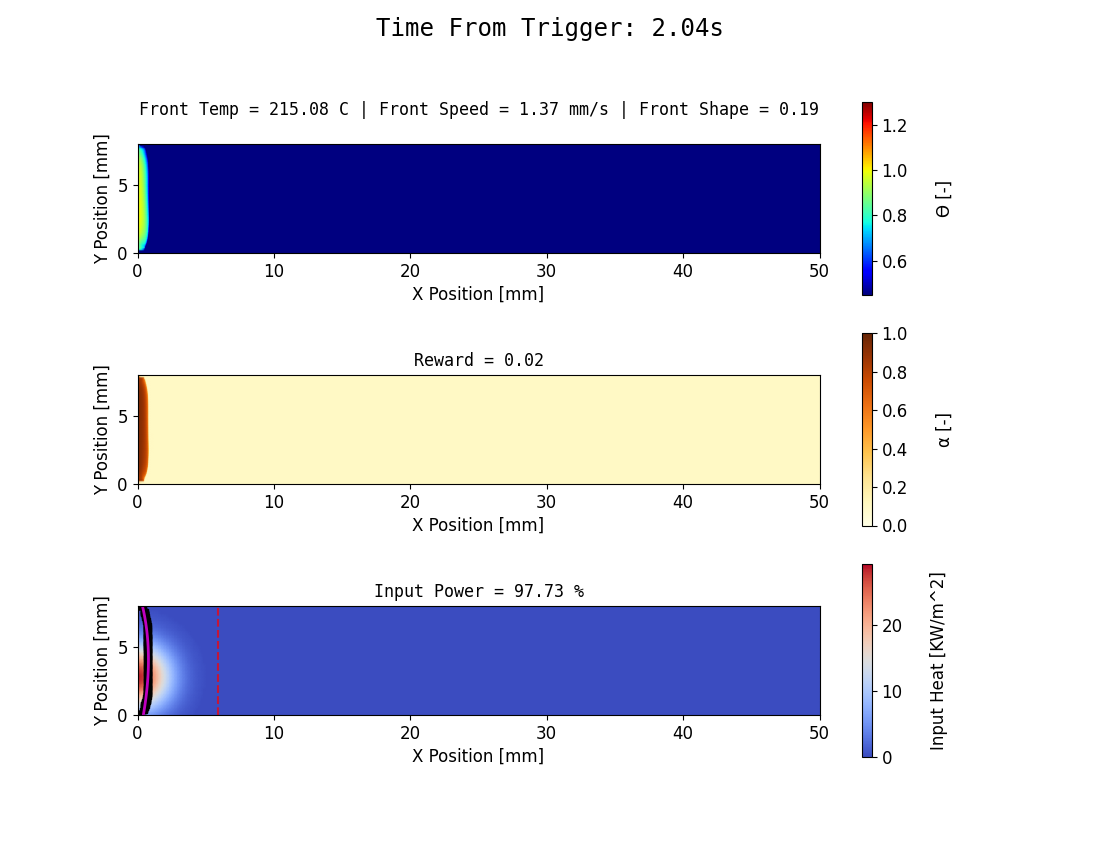 Time From Trigger: 2.04s
Front Temp = 215.08 C | Front Speed = 1.37 mm/s | Front Shape = 0.19
Y Position [mm]
5
0
0 10 20 30 40 50
X Position [mm]
1.2
1.0
0.8
0.6
Θ [-]
Reward = 0.02
Y Position [mm]
5
0
0 10 20 30 40 50
X Position [mm]
1.0
0.8
0.6
0.4
0.2
0.0
α [-]
Input Power = 97.73 %
Y Position [mm]
5
0
0 10 20 30 40 50
X Position [mm]
20
10
0
Input Heat [KW/m^2]